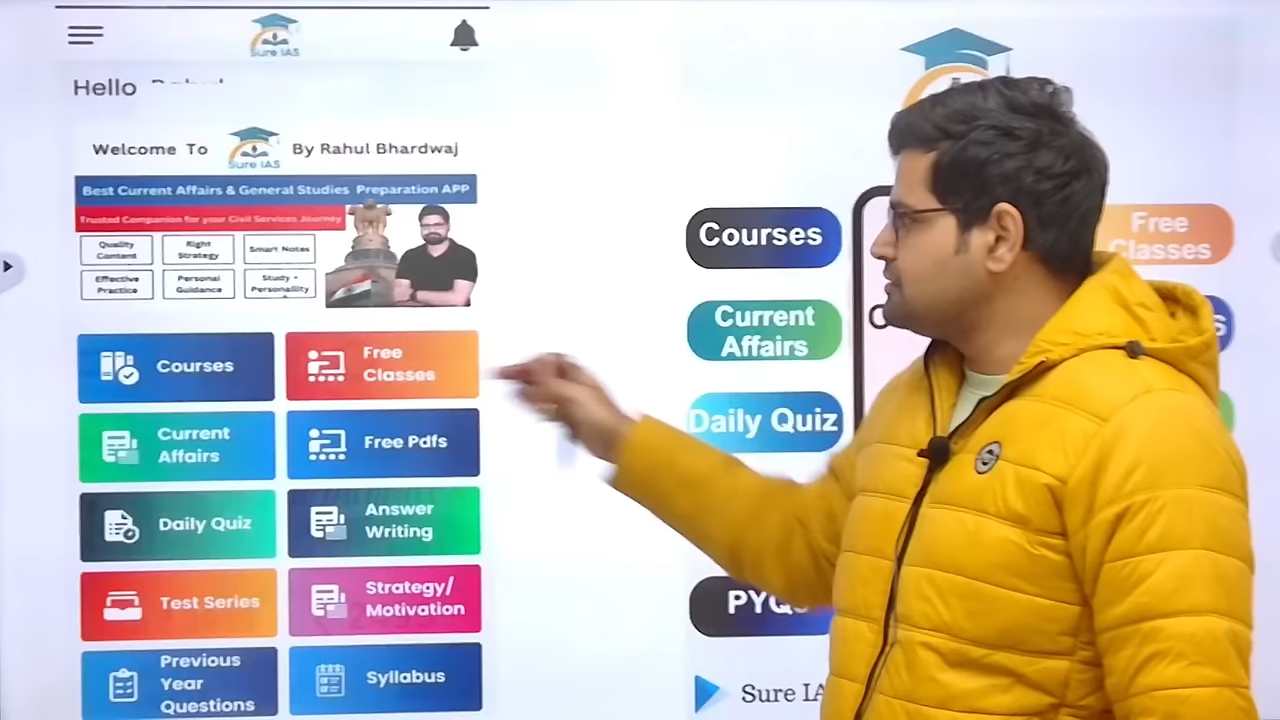 Sure IAS
Hello
Welcome To
Sure IAS
By Rahul Bhardwaj
Best Current Affairs & General Studies Preparation APP
Trusted Companion for your Civil Services Journey
Quality
Content
Right
Strategy
Smart Notes
Effective
Practice
Personal
Guidance
Study -
Personality
Courses
Free
Classes
Current
Affairs
Free Pdfs
Daily Quiz
Answer
Writing
Test Series
Strategy/
Motivation
Previous
Year
Questions
Syllabus
Courses
Current
Affairs
Daily Quiz
Sure
Free
Classes